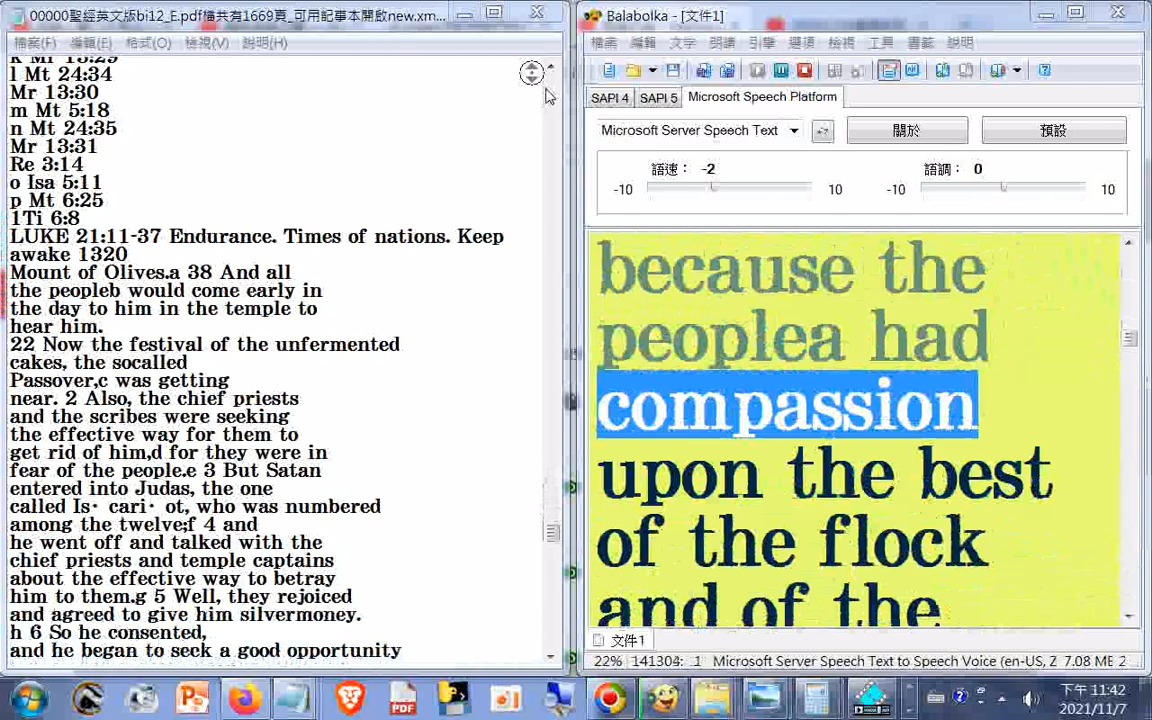 00000聖經英文版bi12_E.pdf檔共有1669頁_可用記事本開啟new.xm...
檔案(F) 編輯(E) 格式(O) 檢視(V) 說明(H)
k Mr 13:29
l Mt 24:34
Mr 13:30
m Mt 5:18
n Mt 24:35
Mr 13:31
Re 3:14
o Isa 5:11
p Mt 6:25
1Ti 6:8
LUKE 21:11-37 Endurance. Times of nations. Keep
awake 1320
Mount of Olives.a 38 And all
the peopleb would come early in
the day to him in the temple to
hear him.
22 Now the festival of the unfermented
cakes, the socalled
Passover,c was getting
near. 2 Also, the chief priests
and the scribes were seeking
the effective way for them to
get rid of him,d for they were in
fear of the people.e 3 But Satan
entered into Judas, the one
called Is· cari· ot, who was numbered
among the twelve;f 4 and
he went off and talked with the
chief priests and temple captains
about the effective way to betray
him to them.g 5 Well, they rejoiced
and agreed to give him silvermoney.
h 6 So he consented,
and he began to seek a good opportunity
Balabolka - [文件1]
檔案 編輯 文字 朗讀 引擎 選項 檢視 工具 書籤 說明
SAPI 4 SAPI 5 Microsoft Speech Platform
Microsoft Server Speech Text 關於 預設
語速： -2 語調： 0
-10 10 -10 10
because the
peoplea had
compassion
upon the best
of the flock
and of the
文件1
22% 141304: .1 Microsoft Server Speech Text to Speech Voice (en-US, Z 7.08 MB 2
下午 11:42
2021/11/7